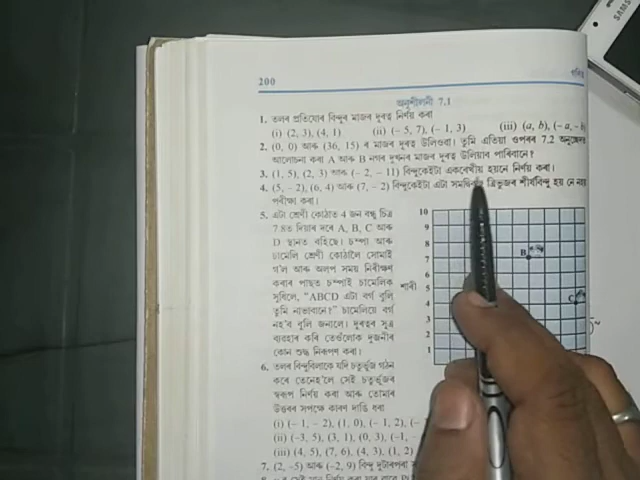 SAMS
200
অনুশীলনী 7.1
1. তলৰ প্ৰতিযোৰ বিন্দুৰ মাজৰ দূৰত্ব নিৰ্ণয় কৰা
(i) (2, 3), (4, 1) (ii) (– 5, 7), (– 1, 3) (iii) (a, b), (– a, –
2. (0, 0) আৰু (36, 15) ৰ মাজৰ দূৰত্ব উলিওৱা। তুমি এতিয়া ওপৰৰ 7.2 অনুচ্ছেদত
আলোচনা কৰা A আৰু B নগৰ দুখনৰ মাজৰ দূৰত্ব উলিয়াব পাৰিবানে?
3. (1, 5), (2, 3) আৰু (– 2, – 11) বিন্দুকেইটা একৰেখীয় হয়নে নিৰ্ণয় কৰা।
4. (5, – 2), (6, 4) আৰু (7, – 2) বিন্দুকেইটা এটা সমদ্বিবাহু ত্ৰিভুজৰ শীৰ্ষবিন্দু হয় নে নহয়
পৰীক্ষা কৰা।
5. এটা শ্ৰেণী কোঠাত 4 জন বন্ধু চিত্ৰ
7.8ত দিয়াৰ দৰে A, B, C আৰু
D স্থানত বহিছে। চম্পা আৰু
চামেলি শ্ৰেণী কোঠালৈ সোমাই
গ'ল আৰু অলপ সময় নিৰীক্ষণ
কৰাৰ পাছত চম্পাই চামেলিক
সুধিলে, "ABCD এটা বৰ্গ বুলি
তুমি নাভাবানে?" চামেলিয়ে বৰ্গ
নহ'ব বুলি জনালে। দূৰত্বৰ সূত্ৰ
ব্যৱহাৰ কৰি তেওঁলোক দুজনীৰ
কোন শুদ্ধ নিৰূপণ কৰা।
10
9
8
7
6
শাৰী 5
4
3
2
1
B
C
6. তলৰ বিন্দুবিলাকে যদি চতুৰ্ভুজ গঠন
কৰে তেনেহ'লে সেই চতুৰ্ভুজৰ
স্বৰূপ নিৰ্ণয় কৰা আৰু তোমাৰ
উত্তৰৰ সপক্ষে কাৰণ দাঙি ধৰা
(i) (– 1, – 2), (1, 0), (– 1, 2), (–
(ii) (– 3, 5), (3, 1), (0, 3), (– 1, –
(iii) (4, 5), (7, 6), (4, 3), (1, 2)
7. (2, –5) আৰু (–2, 9) বিন্দু দুটাৰপৰা